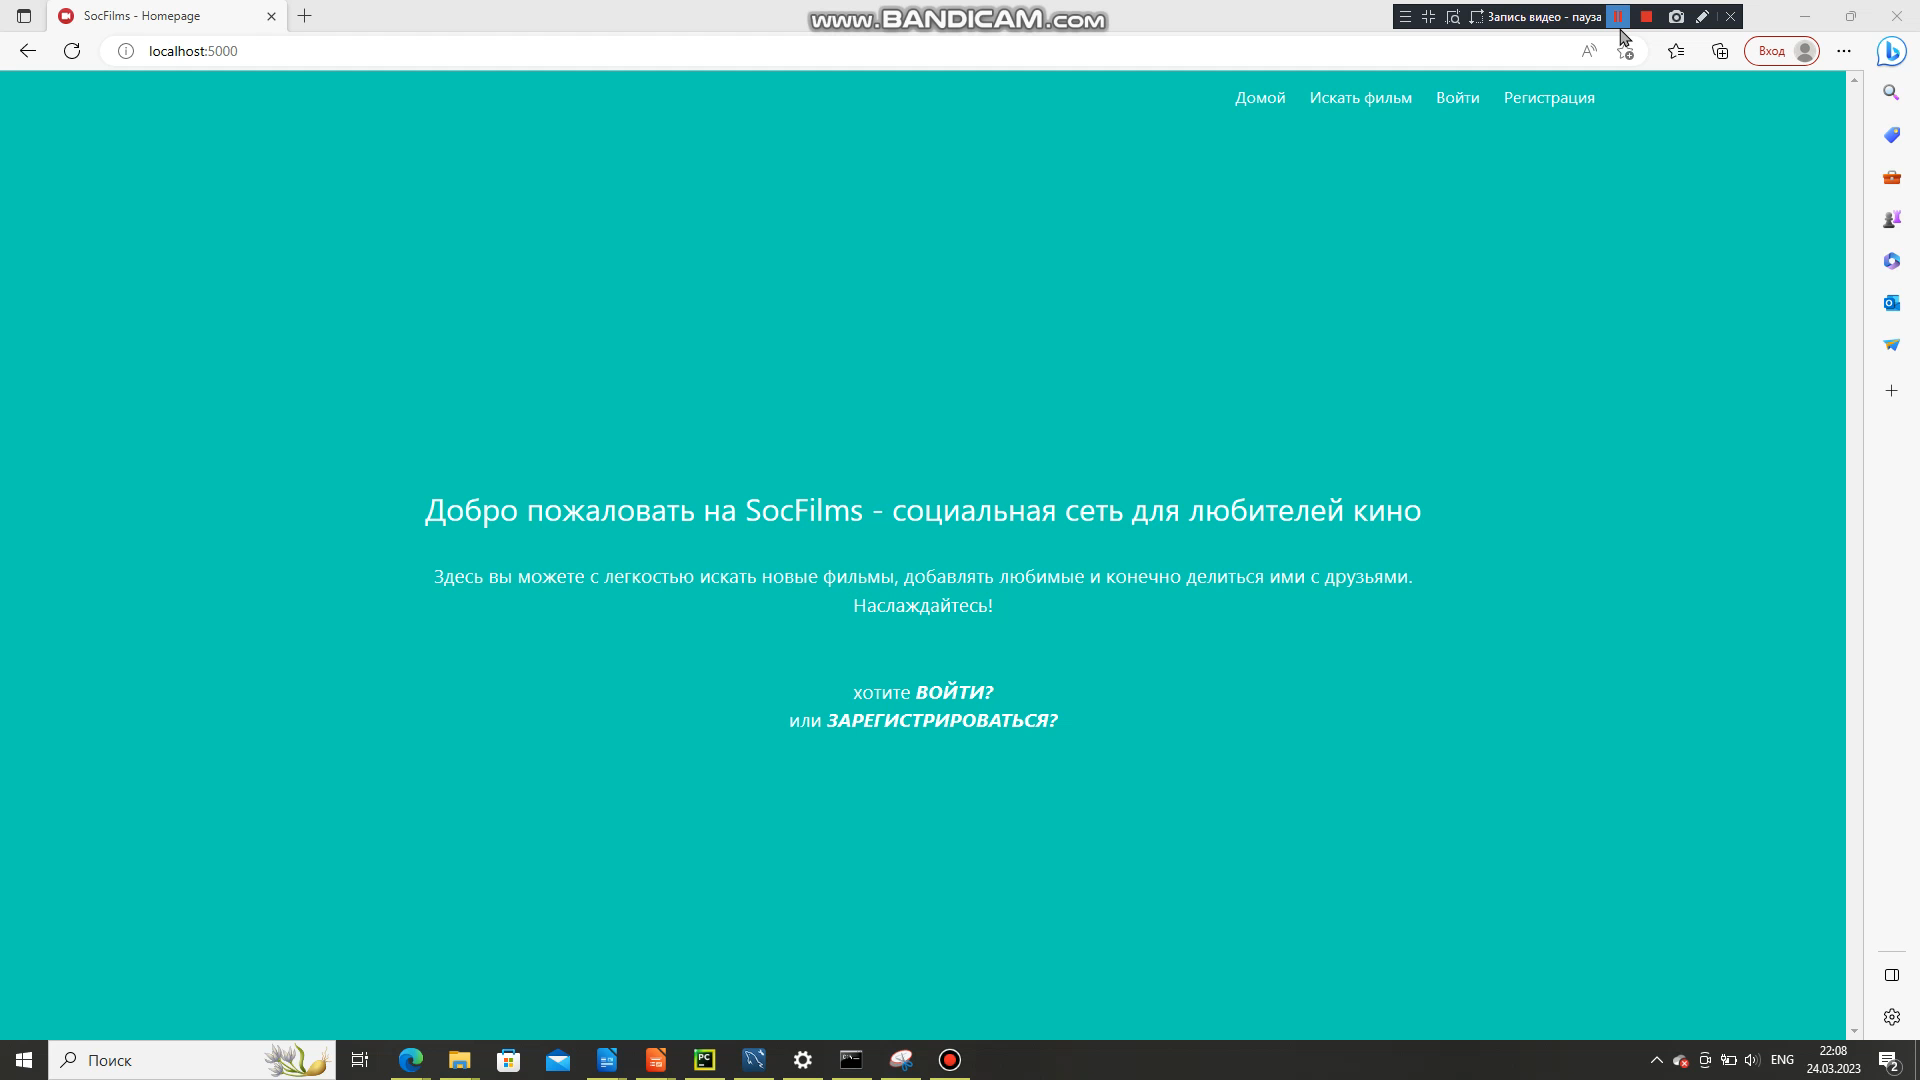 SocFilms - Homepage
www.BANDICAM.com
Запись видео - пауза
localhost:5000
Вход
Домой
Искать фильм
Войти
Регистрация
Добро пожаловать на SocFilms - социальная сеть для любителей кино
Здесь вы можете с легкостью искать новые фильмы, добавлять любимые и конечно делиться ими с друзьями.
Наслаждайтесь!
хотите ВОЙТИ?
или ЗАРЕГИСТРИРОВАТЬСЯ?
Поиск
PC
ENG
22:08
24.03.2023
2